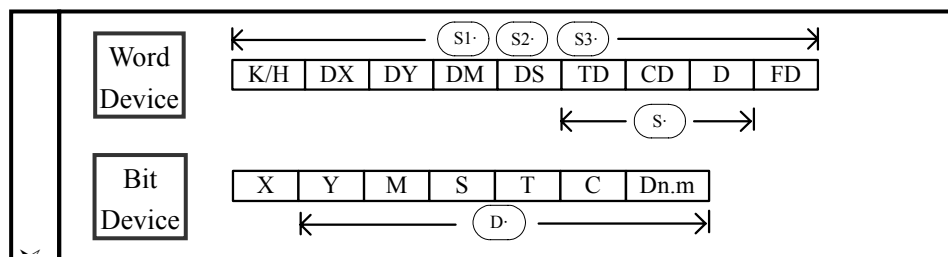 S1· S2· S3·
Word Device
K/H DX DY DM DS TD CD D FD
S·
Bit Device
X Y M S T C Dn.m
D·